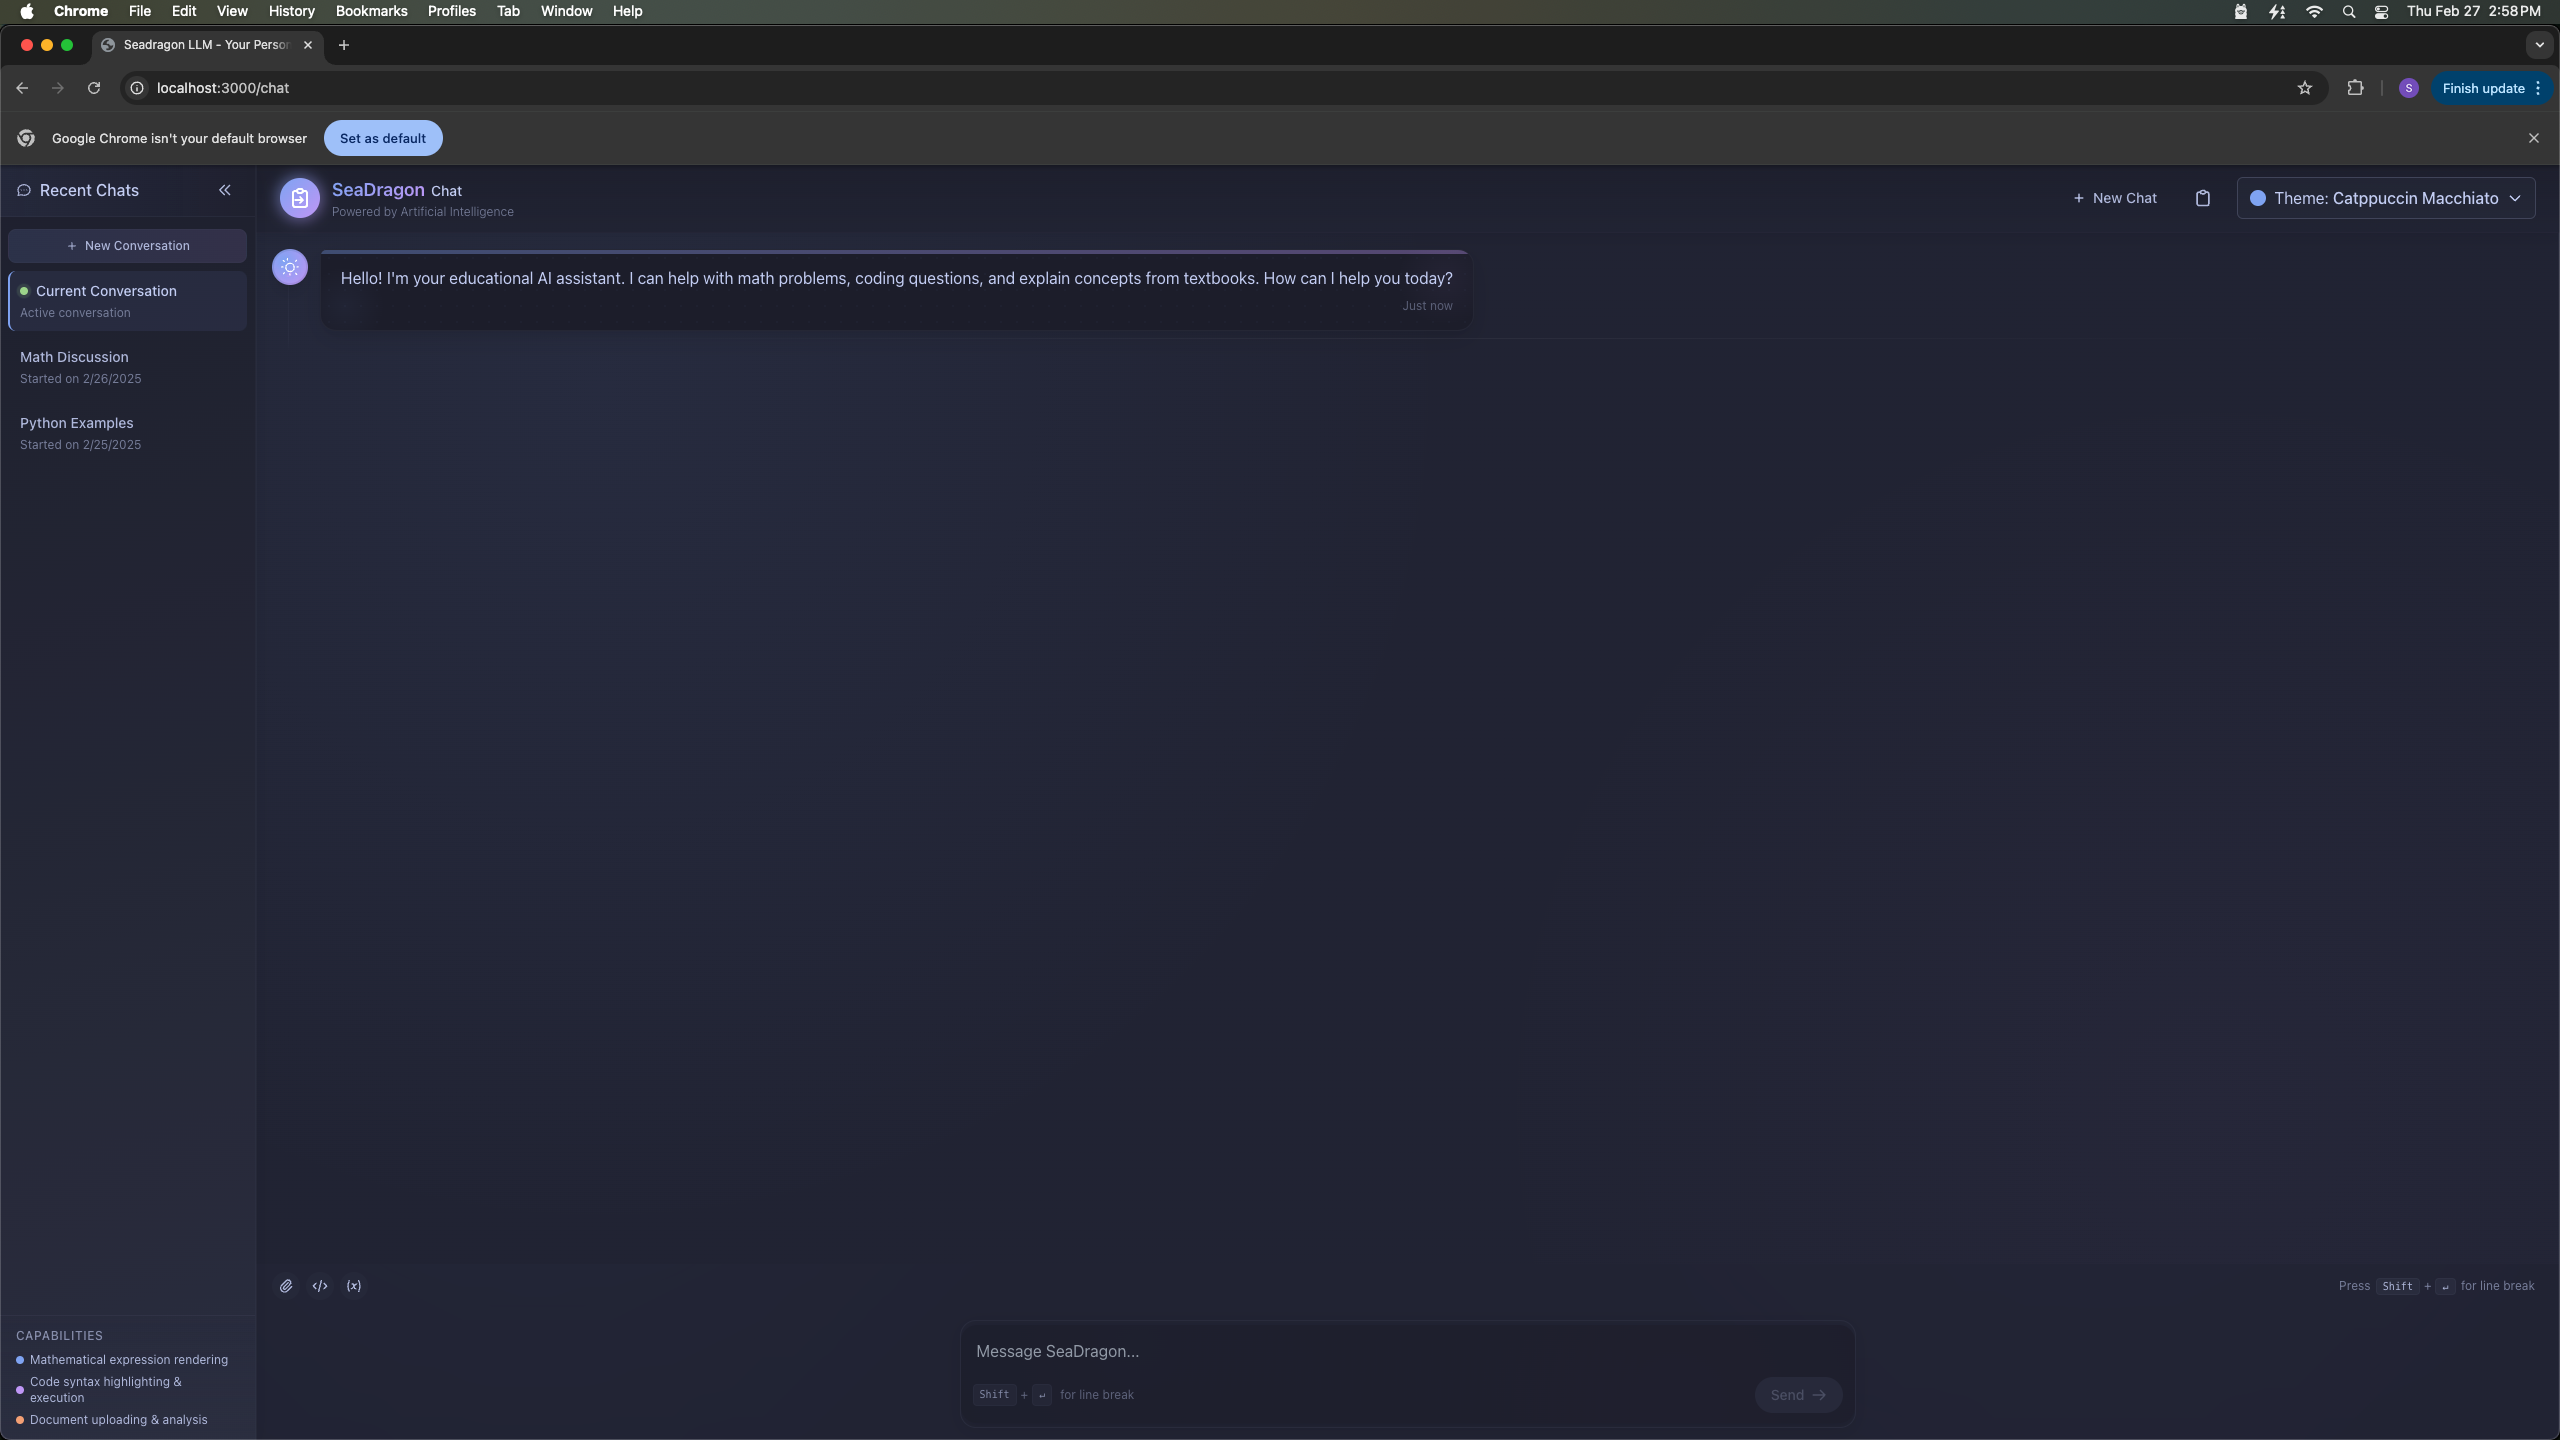 Chrome File Edit View History Bookmarks Profiles Tab Window Help
Thu Feb 27 2:58 PM
Seadragon LLM - Your Person
localhost:3000/chat
S
Finish update
Google Chrome isn't your default browser
Set as default
Recent Chats
+ New Conversation
Current Conversation
Active conversation
Math Discussion
Started on 2/26/2025
Python Examples
Started on 2/25/2025
CAPABILITIES
Mathematical expression rendering
Code syntax highlighting &
execution
Document uploading & analysis
SeaDragon Chat
Powered by Artificial Intelligence
+ New Chat
Theme: Catppuccin Macchiato
Hello! I'm your educational AI assistant. I can help with math problems, coding questions, and explain concepts from textbooks. How can I help you today?
Just now
</> (x)
Press Shift + ↵ for line break
Message SeaDragon...
Shift + ↵ for line break
Send →